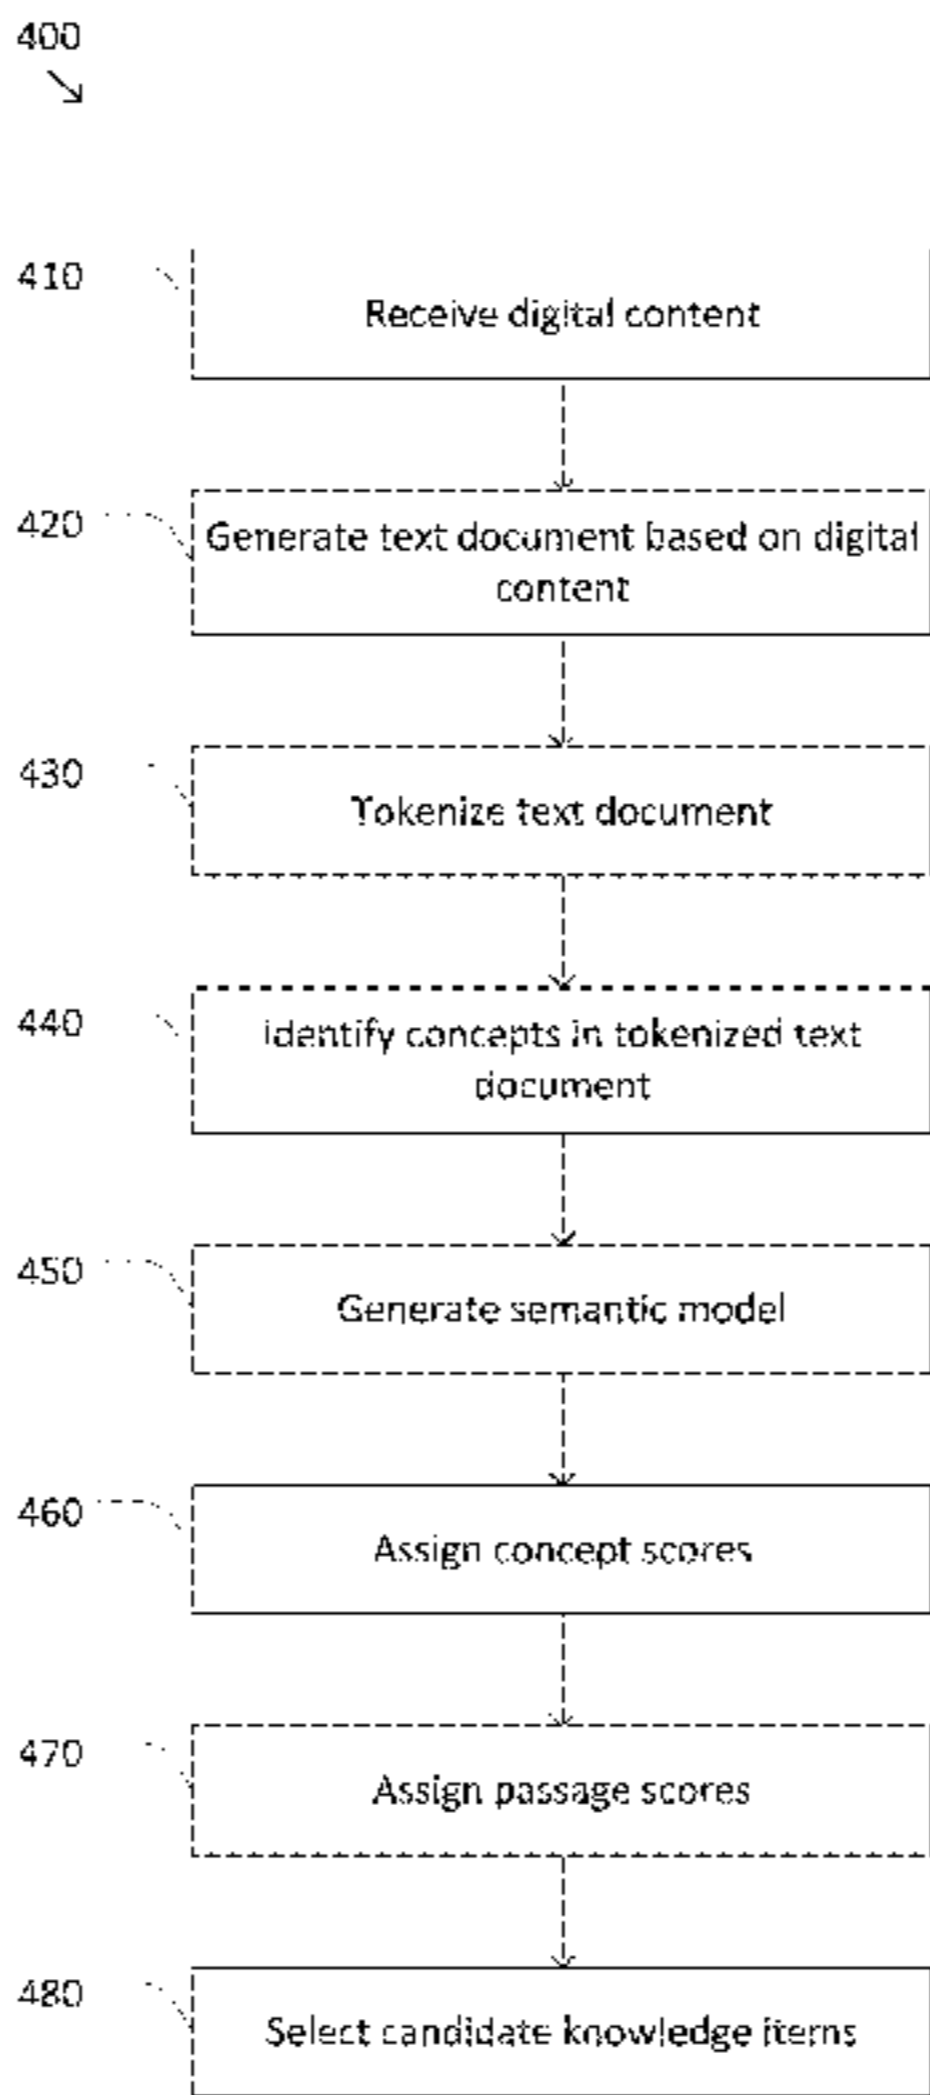 400
410
Receive digital content
420
Generate text document based on digital
content
430
Tokenize text document
440
Identify concepts in tokenized text
document
450
Generate semantic model
460
Assign concept scores
470
Assign passage scores
480
Select candidate knowledge items